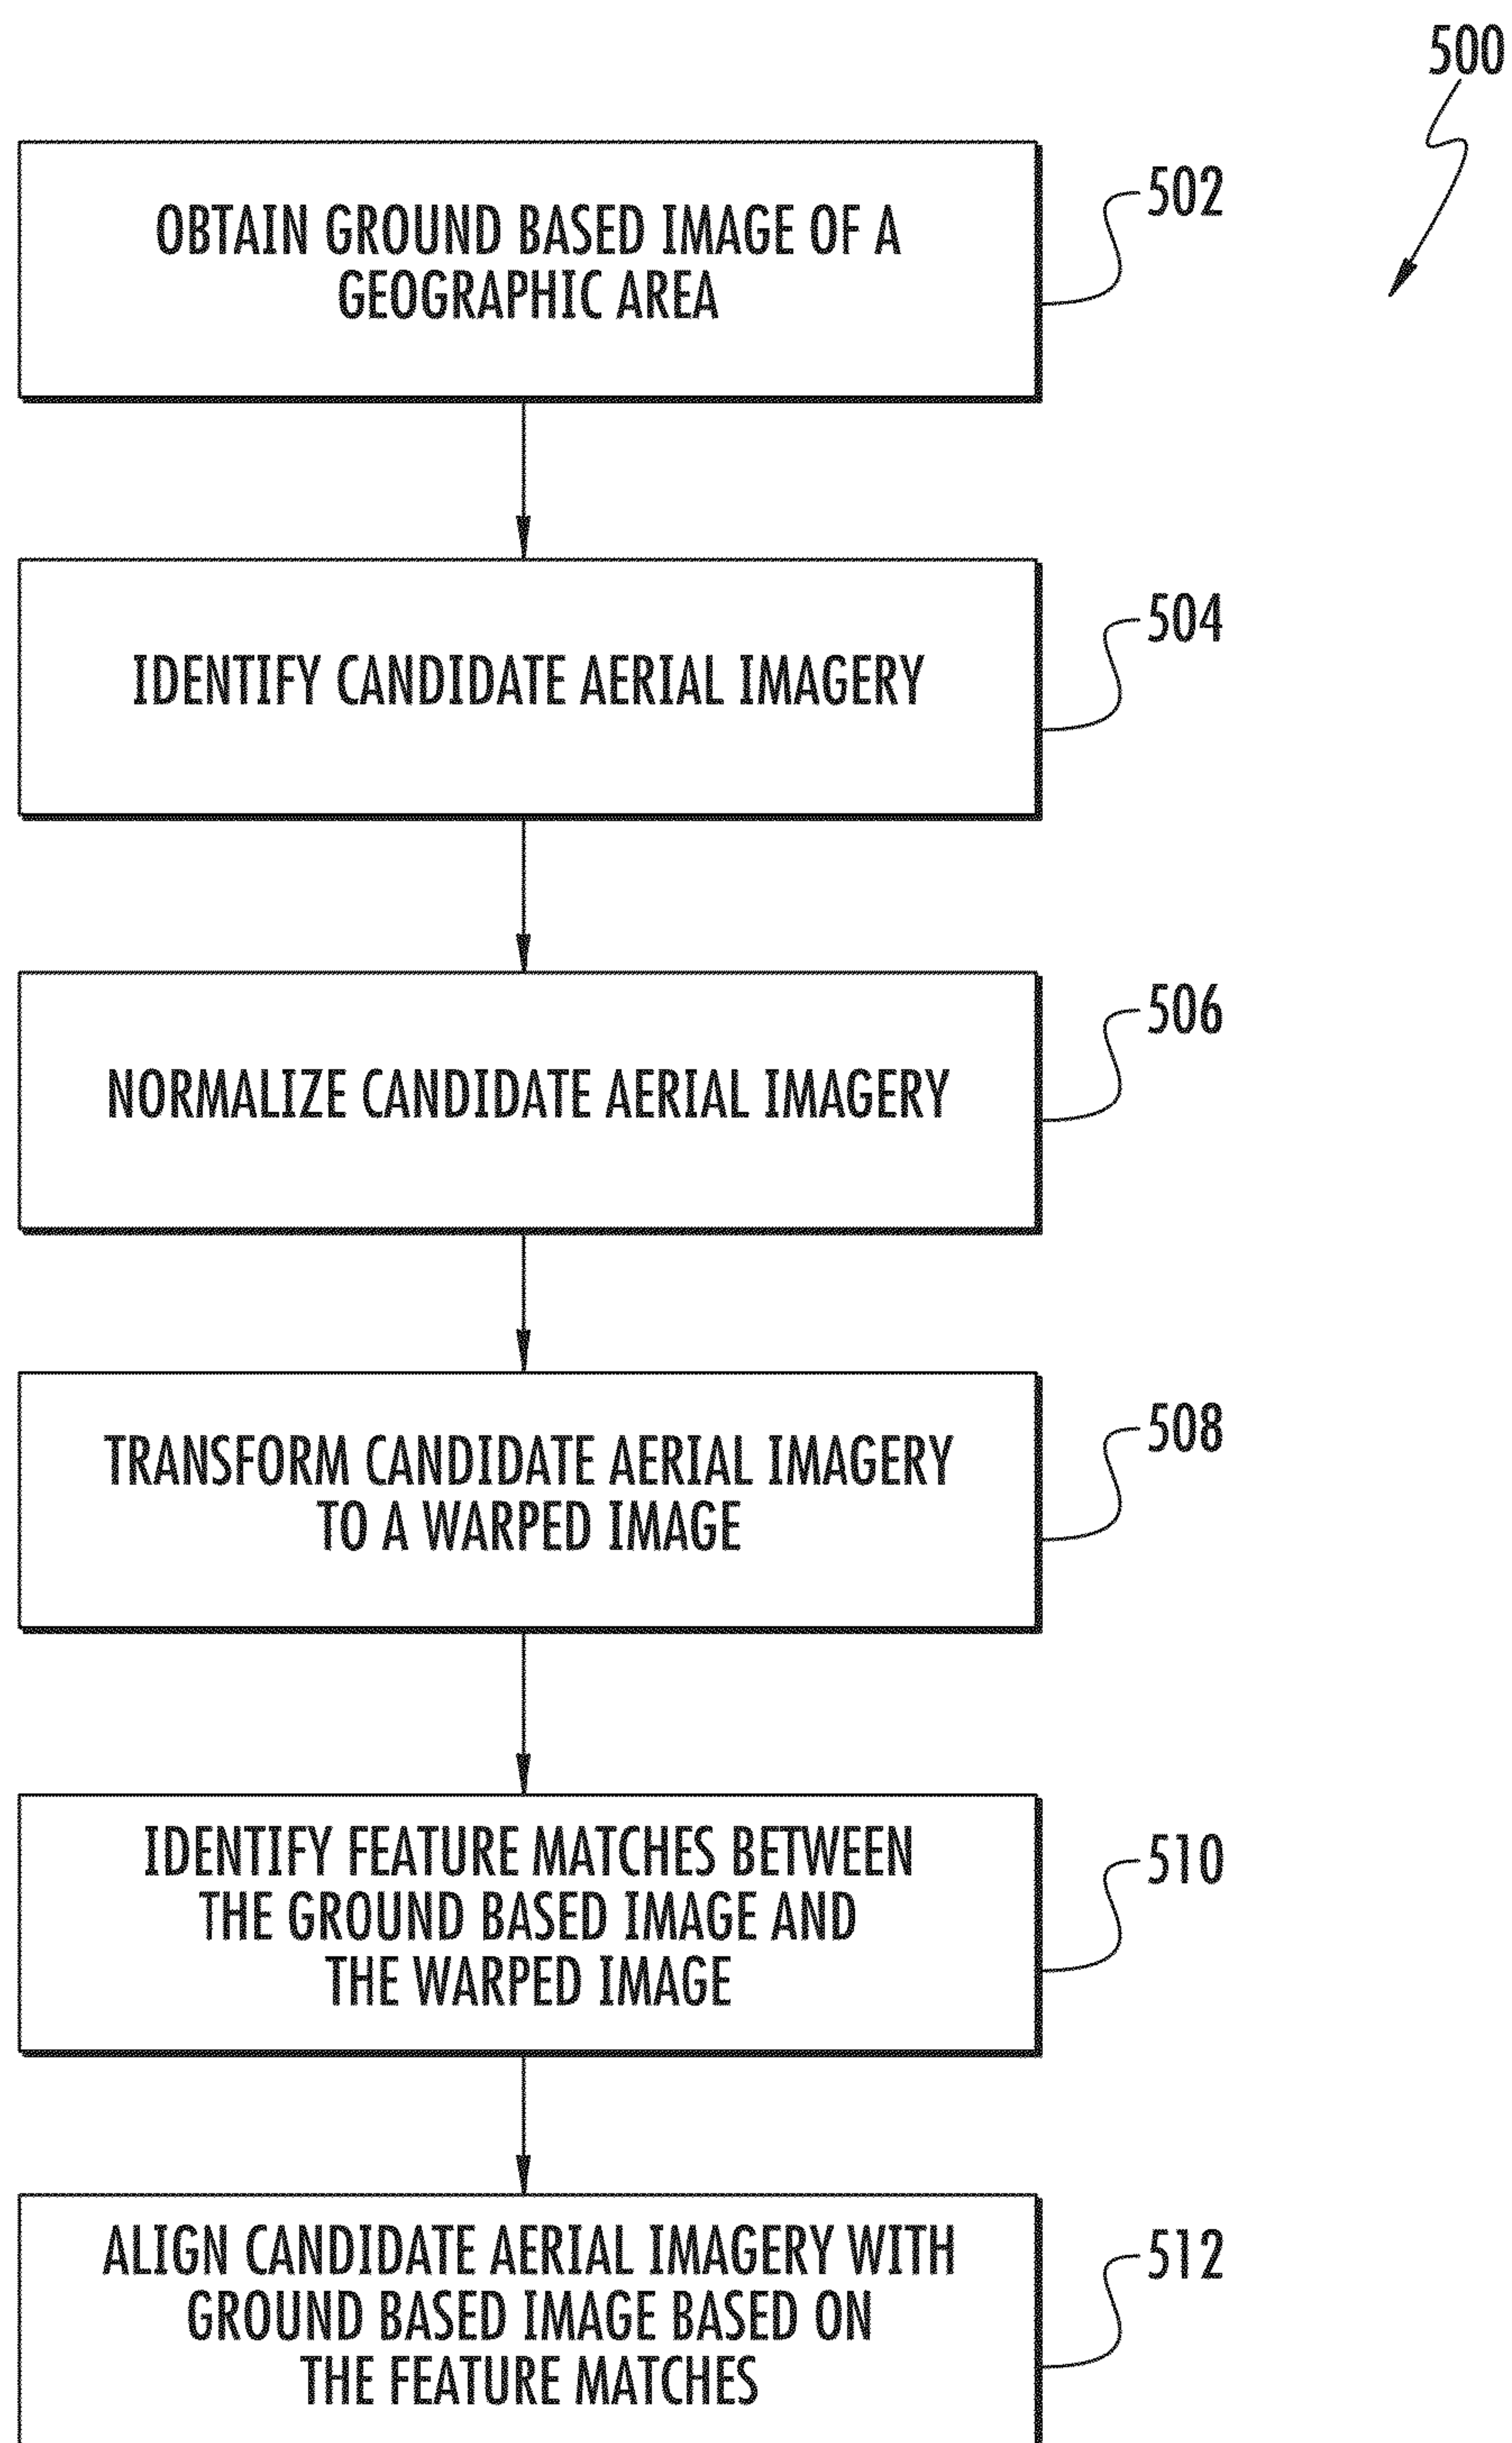 500
OBTAIN GROUND BASED IMAGE OF A
GEOGRAPHIC AREA
502
IDENTIFY CANDIDATE AERIAL IMAGERY
504
NORMALIZE CANDIDATE AERIAL IMAGERY
506
TRANSFORM CANDIDATE AERIAL IMAGERY
TO A WARPED IMAGE
508
IDENTIFY FEATURE MATCHES BETWEEN
THE GROUND BASED IMAGE AND
THE WARPED IMAGE
510
ALIGN CANDIDATE AERIAL IMAGERY WITH
GROUND BASED IMAGE BASED ON
THE FEATURE MATCHES
512